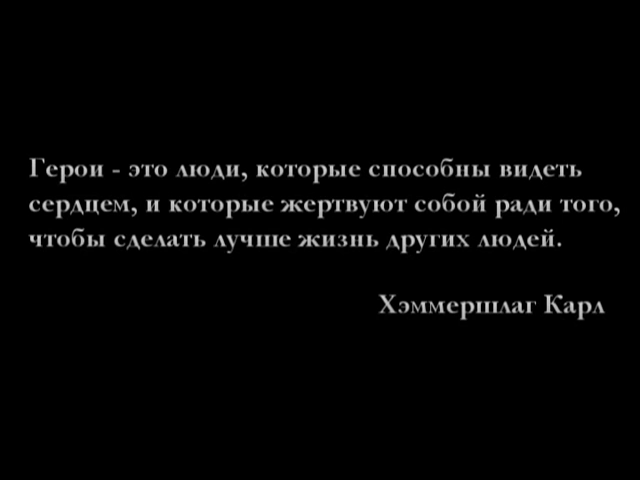 Герои - это люди, которые способны видеть
сердцем, и которые жертвуют собой ради того,
чтобы сделать лучше жизнь других людей.
Хэммершлаг Карл